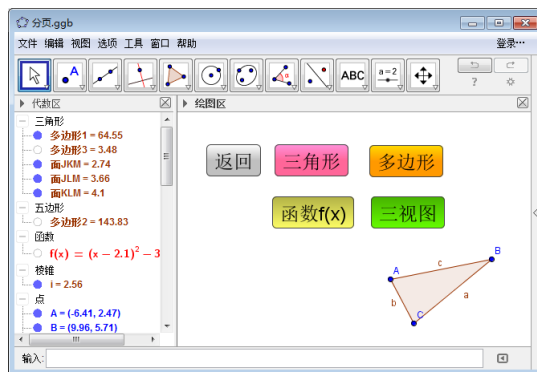 分页.ggb
文件 编辑 视图 选项 工具 窗口 帮助
登录…
A
α
ABC
a=2
?
代数区
绘图区
三角形
多边形1 = 64.55
多边形3 = 3.48
面JKM = 2.74
面JLM = 3.66
面KLM = 4.1
五边形
多边形2 = 143.83
函数
f(x) = (x − 2.1)² − 3
棱锥
i = 2.56
点
A = (-6.41, 2.47)
B = (9.96, 5.71)
返回
三角形
多边形
函数f(x)
三视图
B
c
A
a
b
C
输入: